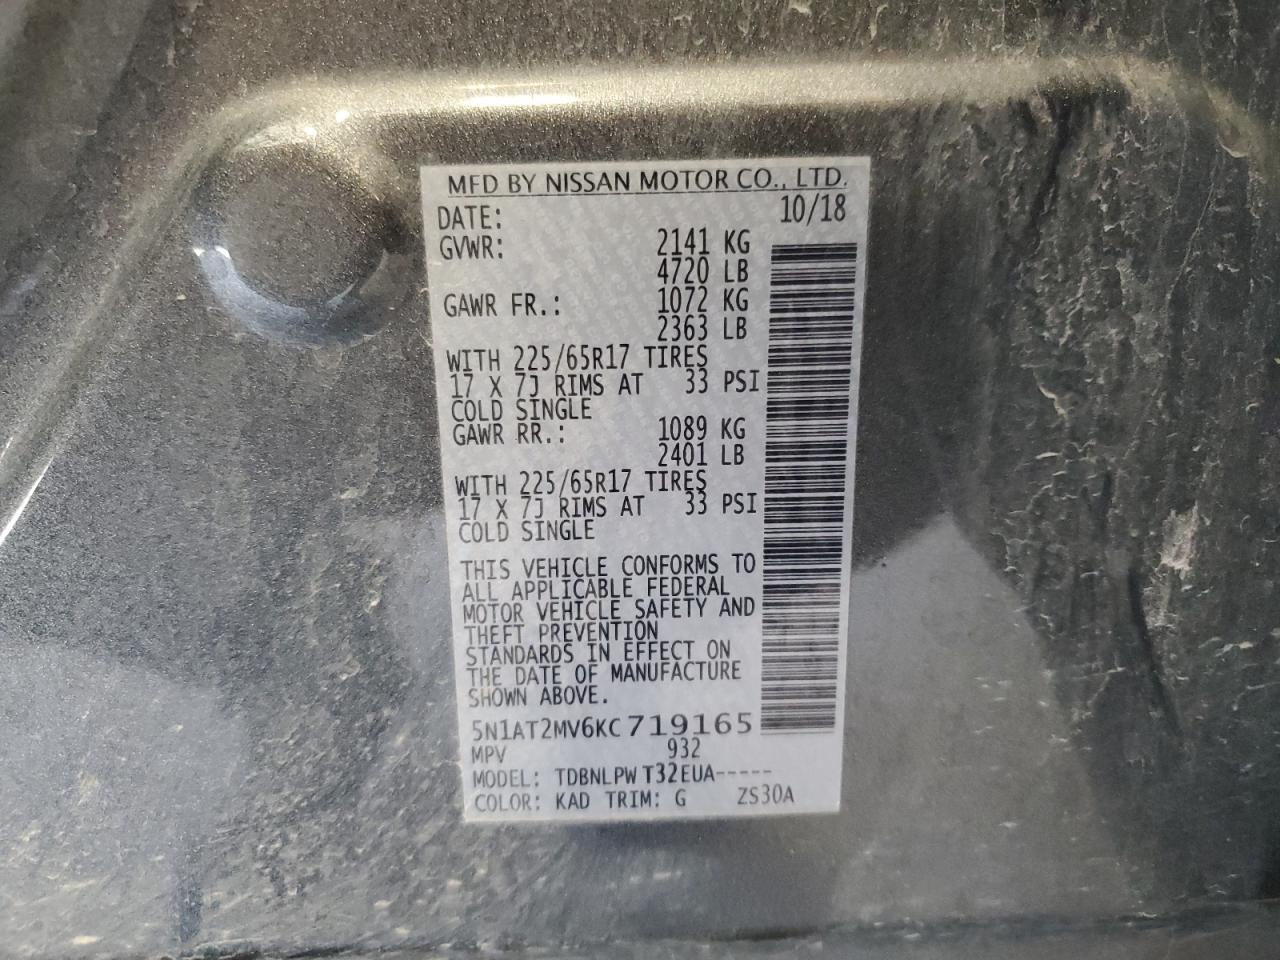 MFD BY NISSAN MOTOR CO., LTD.
DATE: 10/18
GVWR: 2141 KG
4720 LB
GAWR FR.: 1072 KG
2363 LB
WITH 225/65R17 TIRES
17 X 7J RIMS AT 33 PSI
COLD SINGLE
GAWR RR.: 1089 KG
2401 LB
WITH 225/65R17 TIRES
17 X 7J RIMS AT 33 PSI
COLD SINGLE
THIS VEHICLE CONFORMS TO
ALL APPLICABLE FEDERAL
MOTOR VEHICLE SAFETY AND
THEFT PREVENTION
STANDARDS IN EFFECT ON
THE DATE OF MANUFACTURE
SHOWN ABOVE.
5N1AT2MV6KC719165
MPV 932
MODEL: TDBNLPW T32EUA-----
COLOR: KAD TRIM: G ZS30A